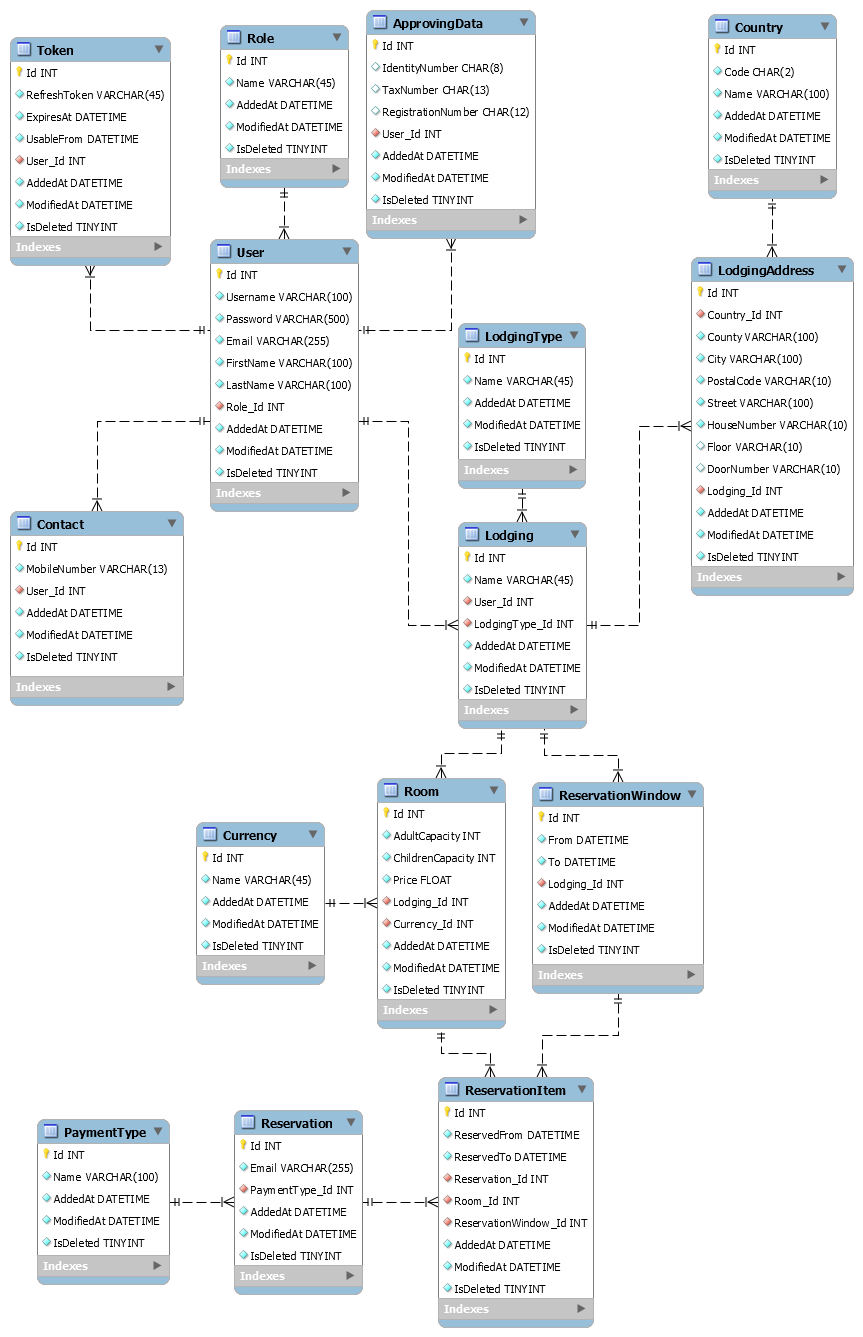 Token
Id INT
RefreshToken VARCHAR(45)
ExpiresAt DATETIME
UsableFrom DATETIME
User_Id INT
AddedAt DATETIME
ModifiedAt DATETIME
IsDeleted TINYINT
Indexes
Role
Id INT
Name VARCHAR(45)
AddedAt DATETIME
ModifiedAt DATETIME
IsDeleted TINYINT
Indexes
ApprovingData
Id INT
IdentityNumber CHAR(8)
TaxNumber CHAR(13)
RegistrationNumber CHAR(12)
User_Id INT
AddedAt DATETIME
ModifiedAt DATETIME
IsDeleted TINYINT
Indexes
Country
Id INT
Code CHAR(2)
Name VARCHAR(100)
AddedAt DATETIME
ModifiedAt DATETIME
IsDeleted TINYINT
Indexes
User
Id INT
Username VARCHAR(100)
Password VARCHAR(500)
Email VARCHAR(255)
FirstName VARCHAR(100)
LastName VARCHAR(100)
Role_Id INT
AddedAt DATETIME
ModifiedAt DATETIME
IsDeleted TINYINT
Indexes
LodgingAddress
Id INT
Country_Id INT
County VARCHAR(100)
City VARCHAR(100)
PostalCode VARCHAR(10)
Street VARCHAR(100)
HouseNumber VARCHAR(10)
Floor VARCHAR(10)
DoorNumber VARCHAR(10)
Lodging_Id INT
AddedAt DATETIME
ModifiedAt DATETIME
IsDeleted TINYINT
Indexes
LodgingType
Id INT
Name VARCHAR(45)
AddedAt DATETIME
ModifiedAt DATETIME
IsDeleted TINYINT
Indexes
Contact
Id INT
MobileNumber VARCHAR(13)
User_Id INT
AddedAt DATETIME
ModifiedAt DATETIME
IsDeleted TINYINT
Indexes
Lodging
Id INT
Name VARCHAR(45)
User_Id INT
LodgingType_Id INT
AddedAt DATETIME
ModifiedAt DATETIME
IsDeleted TINYINT
Indexes
Room
Id INT
AdultCapacity INT
ChildrenCapacity INT
Price FLOAT
Lodging_Id INT
Currency_Id INT
AddedAt DATETIME
ModifiedAt DATETIME
IsDeleted TINYINT
Indexes
ReservationWindow
Id INT
From DATETIME
To DATETIME
Lodging_Id INT
AddedAt DATETIME
ModifiedAt DATETIME
IsDeleted TINYINT
Indexes
Currency
Id INT
Name VARCHAR(45)
AddedAt DATETIME
ModifiedAt DATETIME
IsDeleted TINYINT
Indexes
ReservationItem
Id INT
ReservedFrom DATETIME
ReservedTo DATETIME
Reservation_Id INT
Room_Id INT
ReservationWindow_Id INT
AddedAt DATETIME
ModifiedAt DATETIME
IsDeleted TINYINT
Indexes
PaymentType
Id INT
Name VARCHAR(100)
AddedAt DATETIME
ModifiedAt DATETIME
IsDeleted TINYINT
Indexes
Reservation
Id INT
Email VARCHAR(255)
PaymentType_Id INT
AddedAt DATETIME
ModifiedAt DATETIME
IsDeleted TINYINT
Indexes